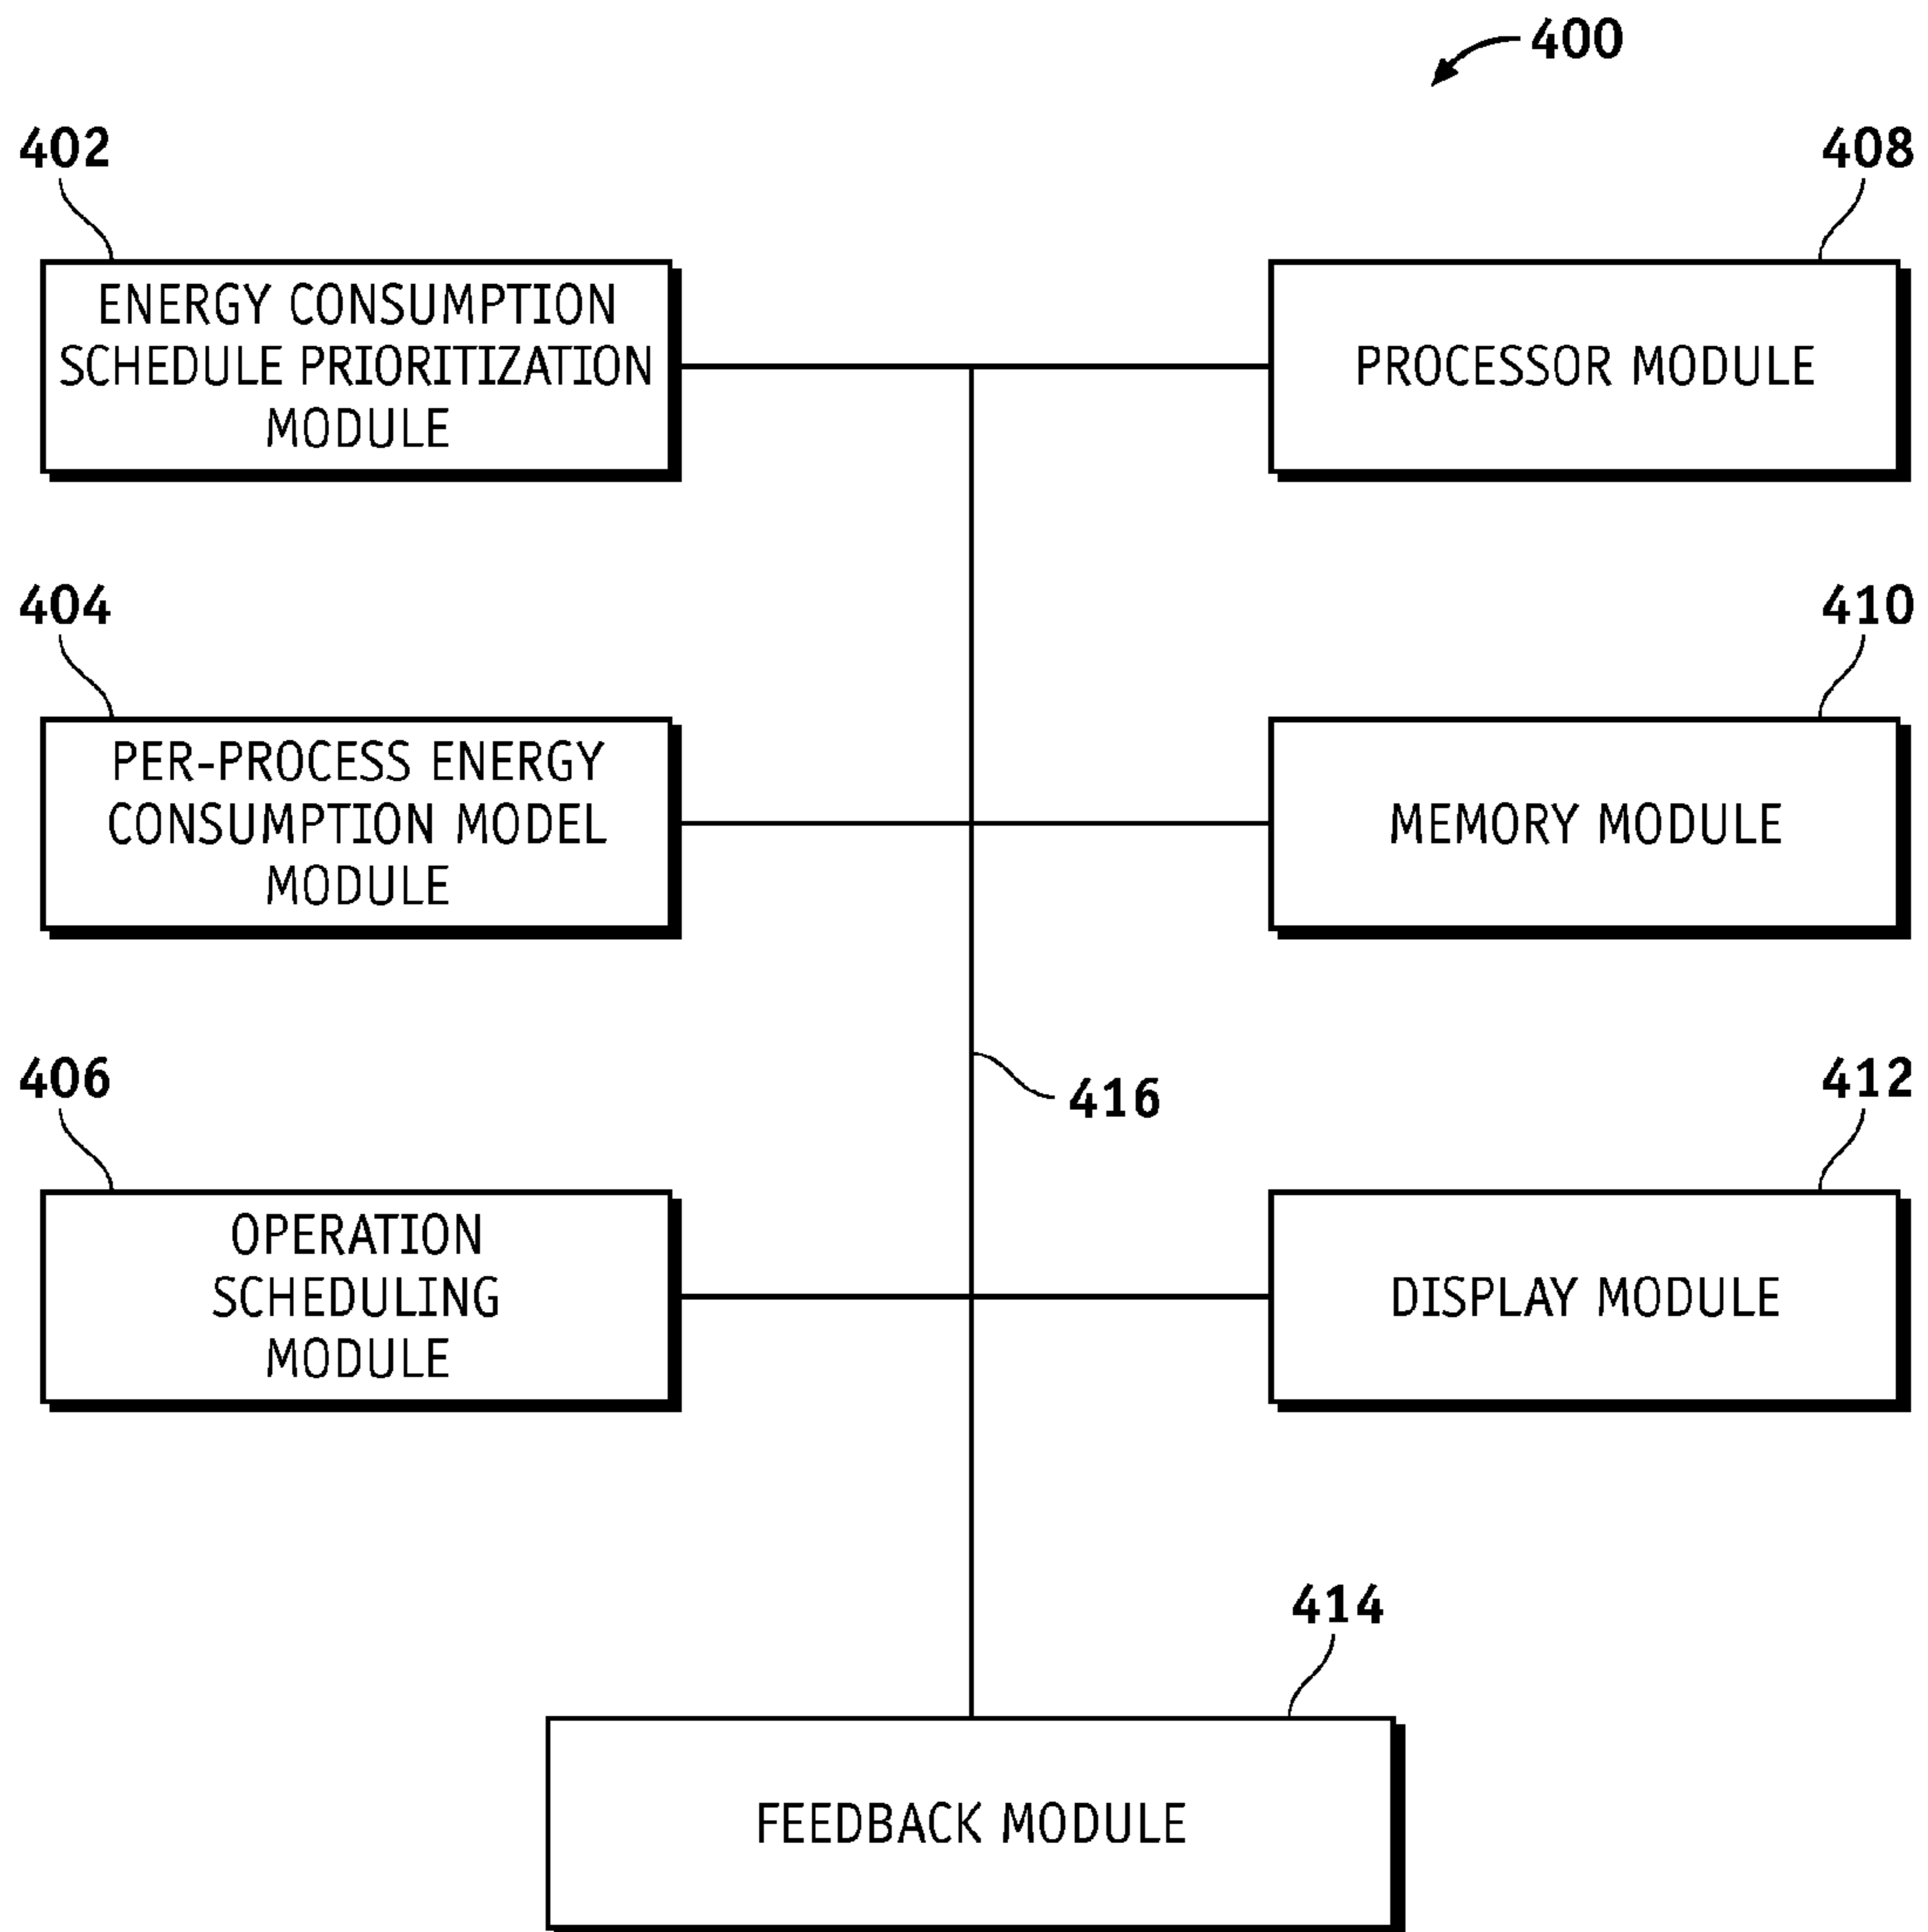 400
402
408
ENERGY CONSUMPTION
SCHEDULE PRIORITIZATION
MODULE
PROCESSOR MODULE
404
410
PER-PROCESS ENERGY
CONSUMPTION MODEL
MODULE
MEMORY MODULE
406
416
412
OPERATION
SCHEDULING
MODULE
DISPLAY MODULE
414
FEEDBACK MODULE